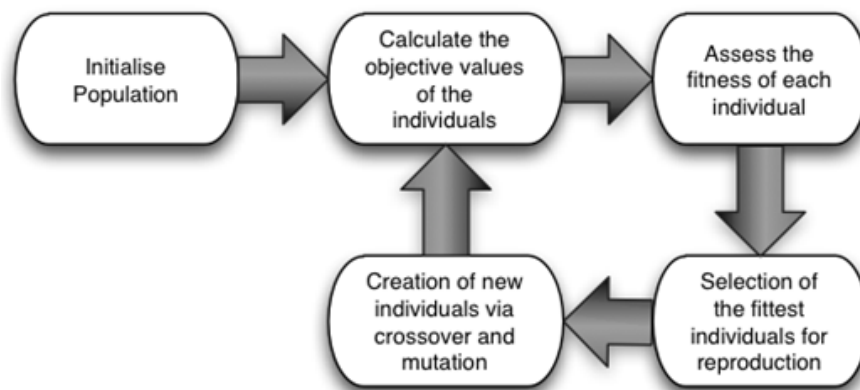 Initialise
Population
Calculate the
objective values
of the
individuals
Assess the
fitness of each
individual
Selection of
the fittest
individuals for
reproduction
Creation of new
individuals via
crossover and
mutation